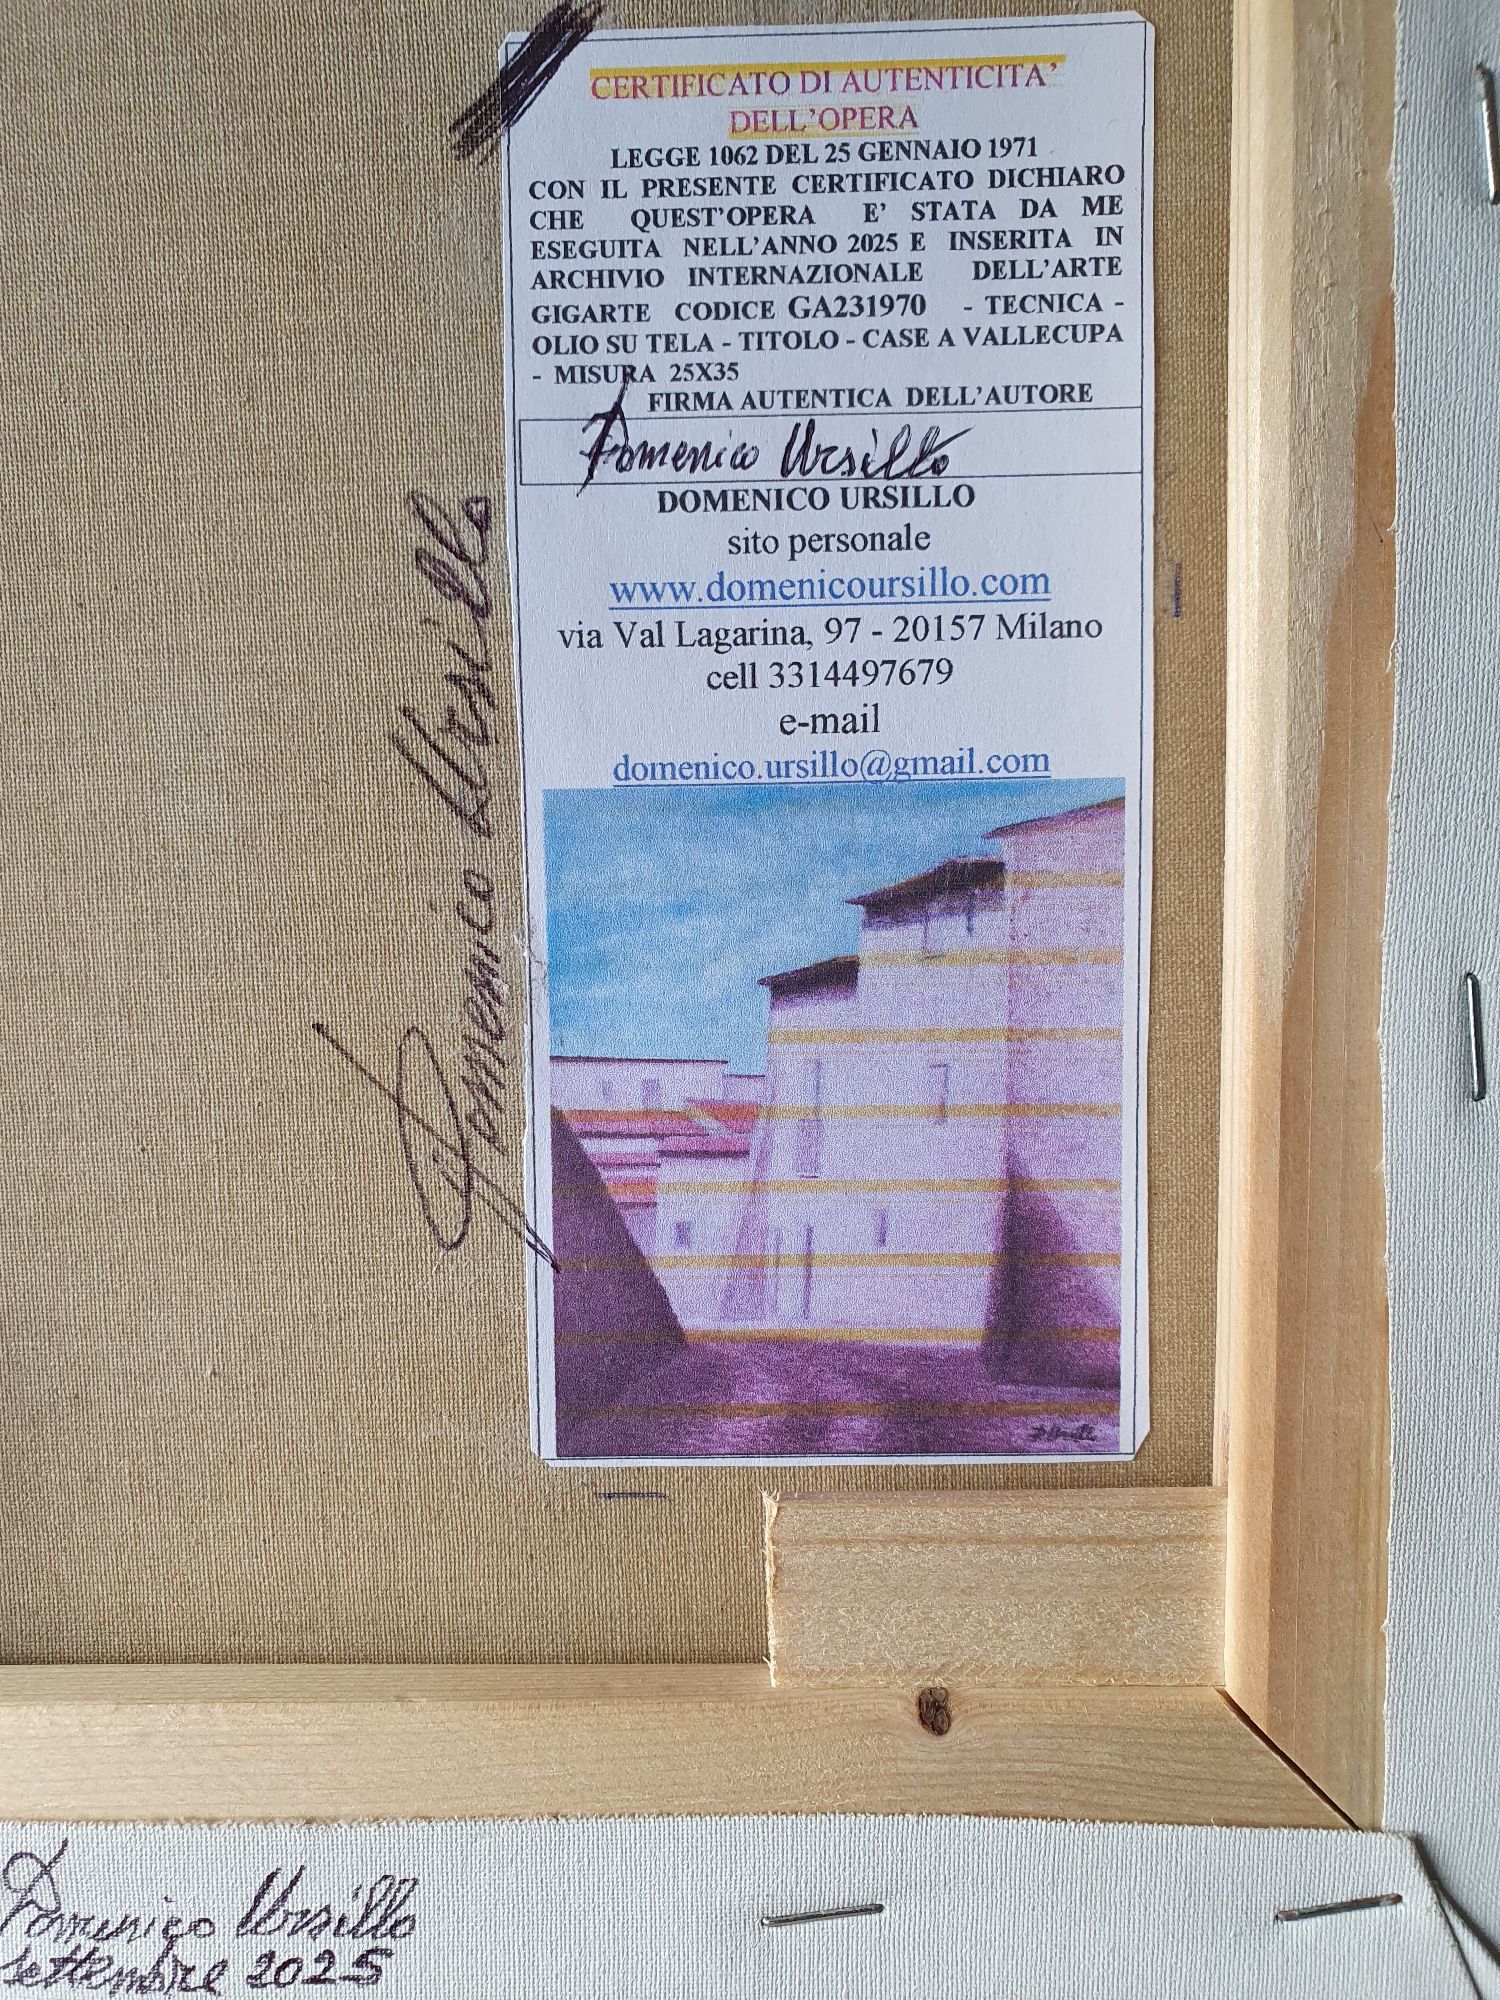 CERTIFICATO DI AUTENTICITA'
DELL'OPERA
LEGGE 1062 DEL 25 GENNAIO 1971
CON IL PRESENTE CERTIFICATO DICHIARO
CHE QUEST'OPERA E' STATA DA ME
ESEGUITA NELL'ANNO 2025 E INSERITA IN
ARCHIVIO INTERNAZIONALE DELL'ARTE
GIGARTE CODICE GA231970 - TECNICA -
OLIO SU TELA - TITOLO - CASE A VALLECUPA
- MISURA 25X35
FIRMA AUTENTICA DELL'AUTORE
Domenico Ursillo
DOMENICO URSILLO
sito personale
www.domenicoursillo.com
via Val Lagarina, 97 - 20157 Milano
cell 3314497679
e-mail
domenico.ursillo@gmail.com
Domenico Ursillo
D. Ursillo
Domenico Ursillo
settembre 2025